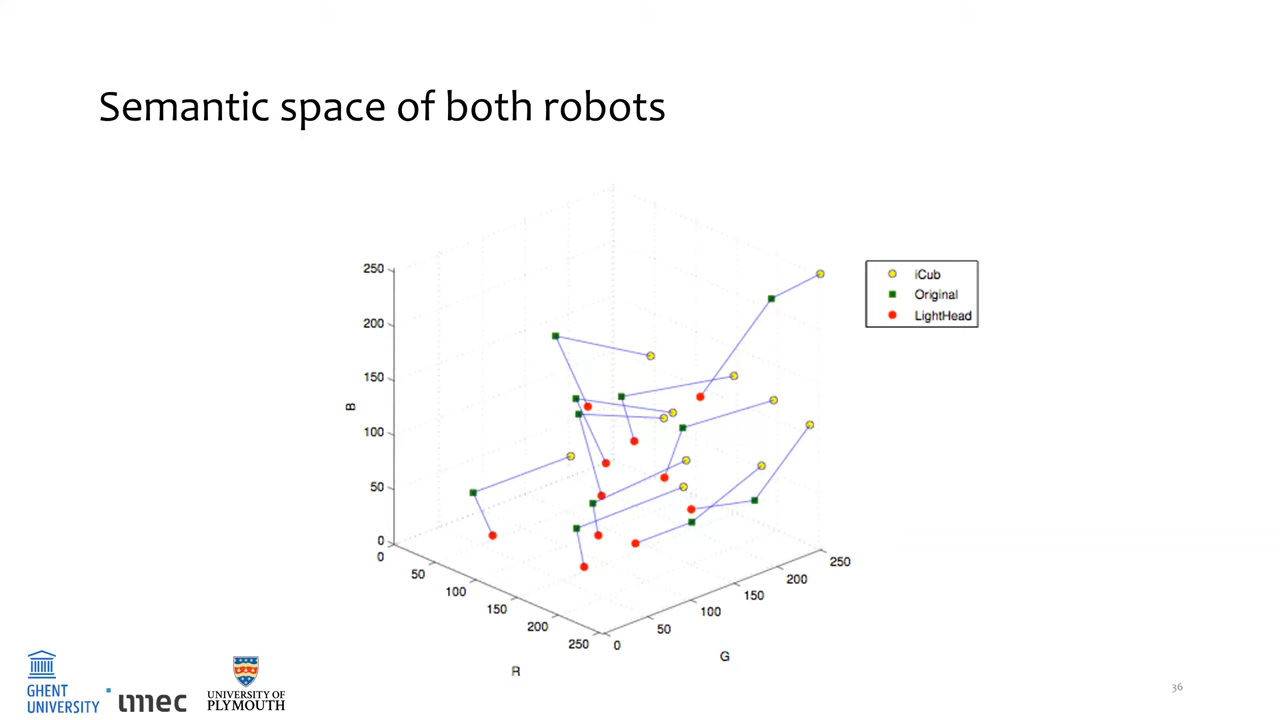 Semantic space of both robots
iCub
Original
LightHead
250
200
150
100
50
0
B
0
50
100
150
200
250
R
0
50
100
150
200
250
G
GHENT
UNIVERSITY
imec
UNIVERSITY OF
PLYMOUTH
36